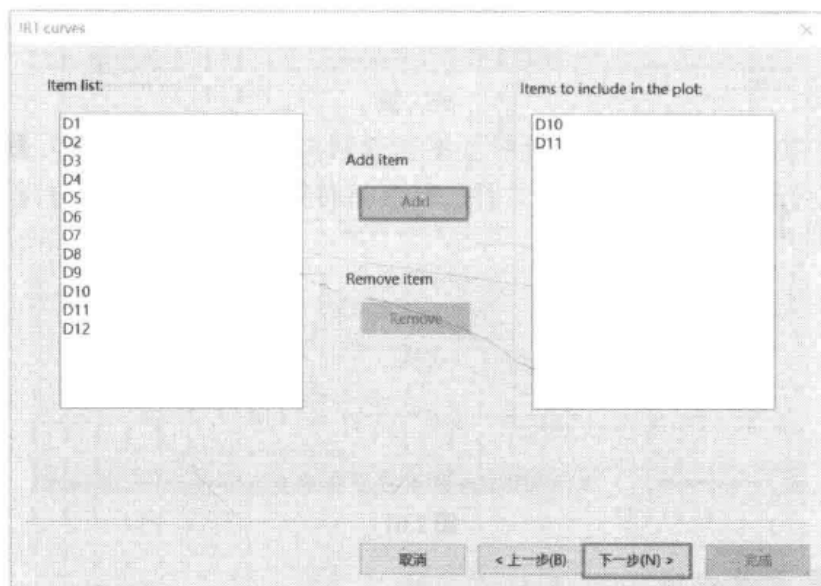 IRT curves
Item list:
D1
D2
D3
D4
D5
D6
D7
D8
D9
D10
D11
D12
Add item
Add
Remove item
Remove
Items to include in the plot:
D10
D11
取消
< 上一步(B)
下一步(N) >
完成